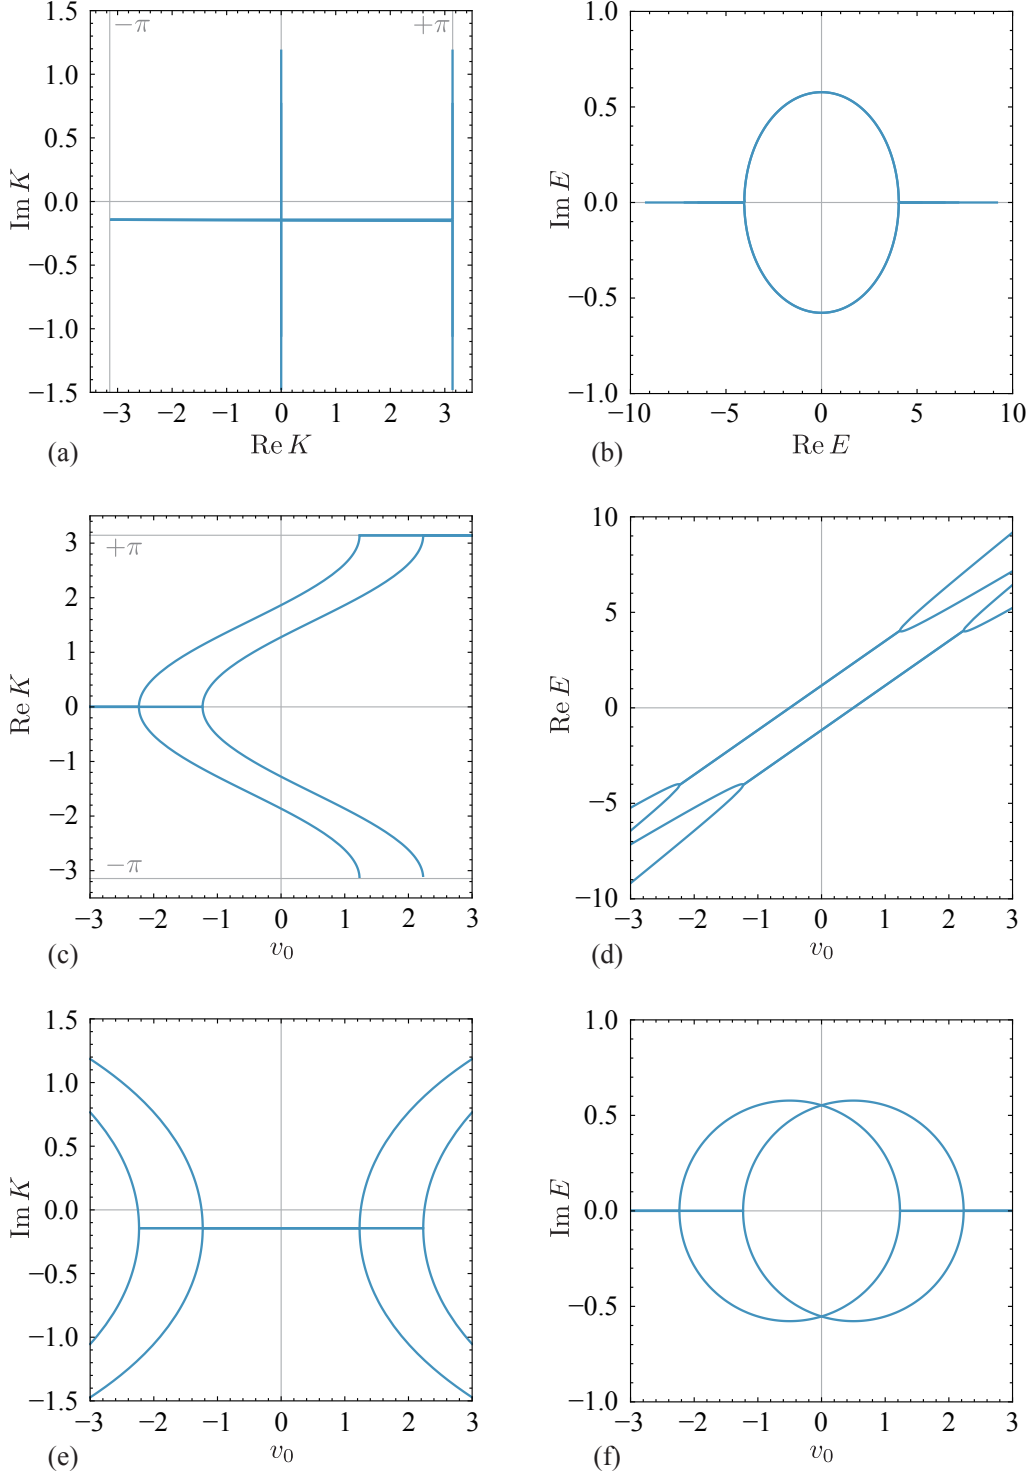 1.5
1.0
0.5
0.0
−0.5
−1.0
−1.5
−3 −2 −1 0 1 2 3
−π +π
Im K
Re K
(a)
1.0
0.5
0.0
−0.5
−1.0
−10 −5 0 5 10
Im E
Re E
(b)
3
2
1
0
−1
−2
−3
−3 −2 −1 0 1 2 3
+π
−π
Re K
v0
(c)
10
5
0
−5
−10
−3 −2 −1 0 1 2 3
Re E
v0
(d)
1.5
1.0
0.5
0.0
−0.5
−1.0
−1.5
−3 −2 −1 0 1 2 3
Im K
v0
(e)
1.0
0.5
0.0
−0.5
−1.0
−3 −2 −1 0 1 2 3
Im E
v0
(f)